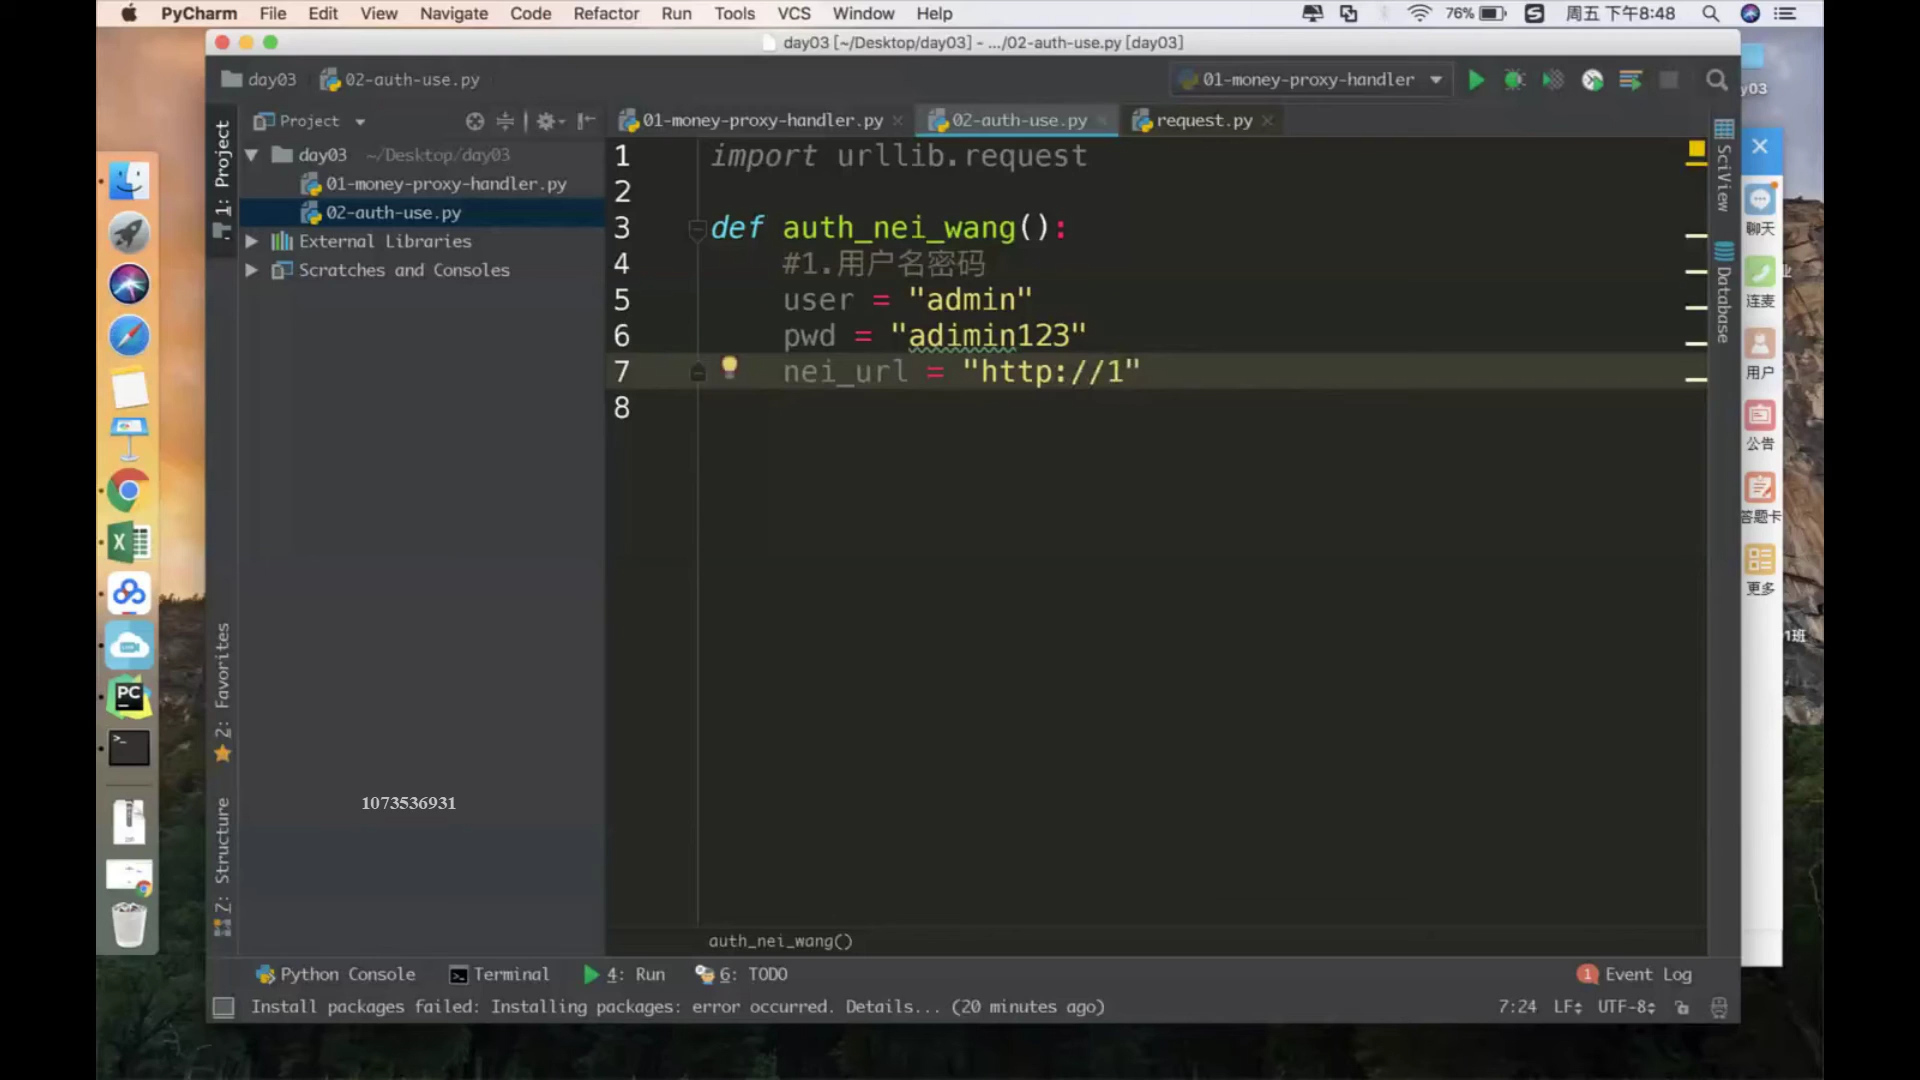 PyCharm File Edit View Navigate Code Refactor Run Tools VCS Window Help 76% 周五 下午8:48
day03 [~/Desktop/day03] - .../02-auth-use.py [day03]
day03 02-auth-use.py 01-money-proxy-handler
y03
Project 01-money-proxy-handler.py 02-auth-use.py request.py
1: Project
day03 ~/Desktop/day03
01-money-proxy-handler.py
02-auth-use.py
External Libraries
Scratches and Consoles
1 import urllib.request
2
3 def auth_nei_wang():
4 #1.用户名密码
5 user = "admin"
6 pwd = "adimin123"
7 nei_url = "http://1"
8
SciView
Database
聊天
连麦
用户
公告
答题卡
更多
1班
2: Favorites
Z: Structure
PC
1073536931
auth_nei_wang()
Python Console Terminal 4: Run 6: TODO 1 Event Log
Install packages failed: Installing packages: error occurred. Details... (20 minutes ago) 7:24 LF UTF-8